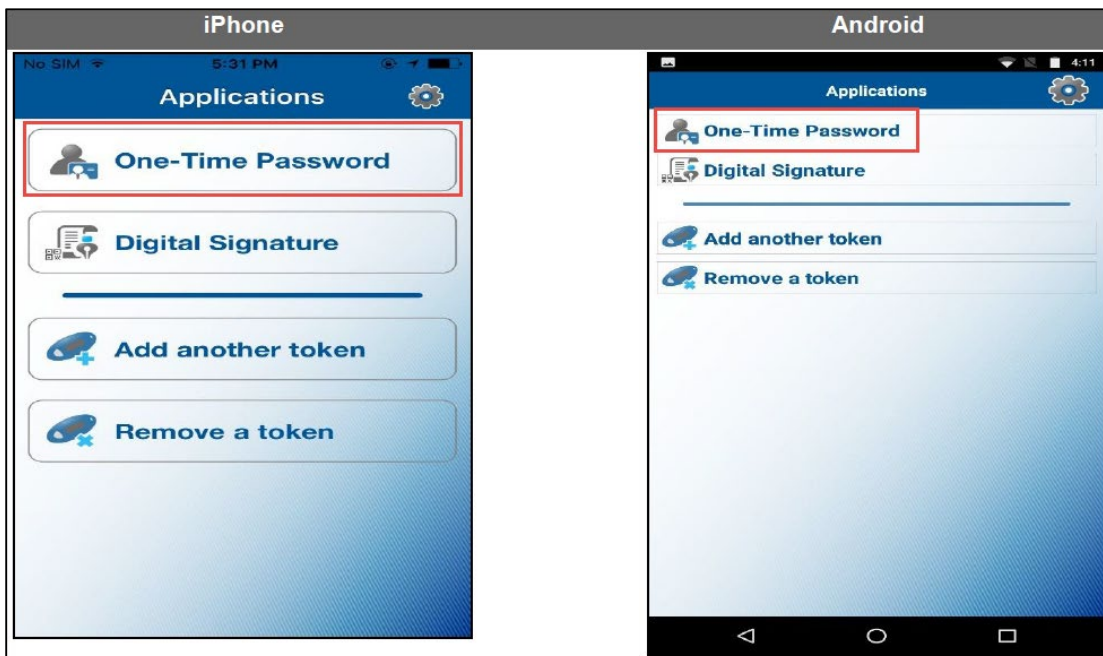 iPhone
Android
No SIM 5:31 PM
Applications
One-Time Password
Digital Signature
Add another token
Remove a token
4:11
Applications
One-Time Password
Digital Signature
Add another token
Remove a token